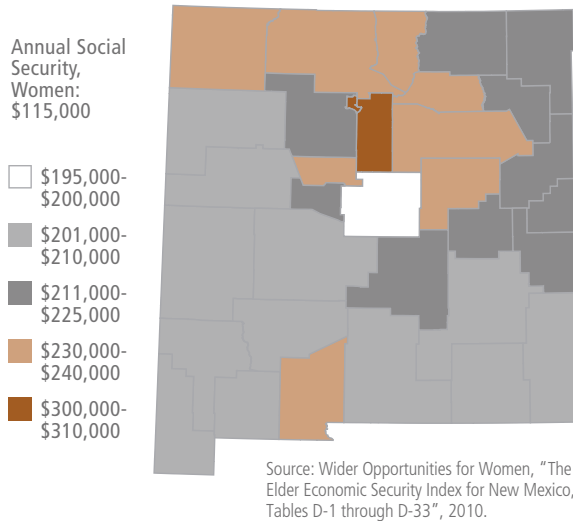 Annual Social
Security,
Women:
$115,000
$195,000-
$200,000
$201,000-
$210,000
$211,000-
$225,000
$230,000-
$240,000
$300,000-
$310,000
Source: Wider Opportunities for Women, “The
Elder Economic Security Index for New Mexico,
Tables D-1 through D-33”, 2010.